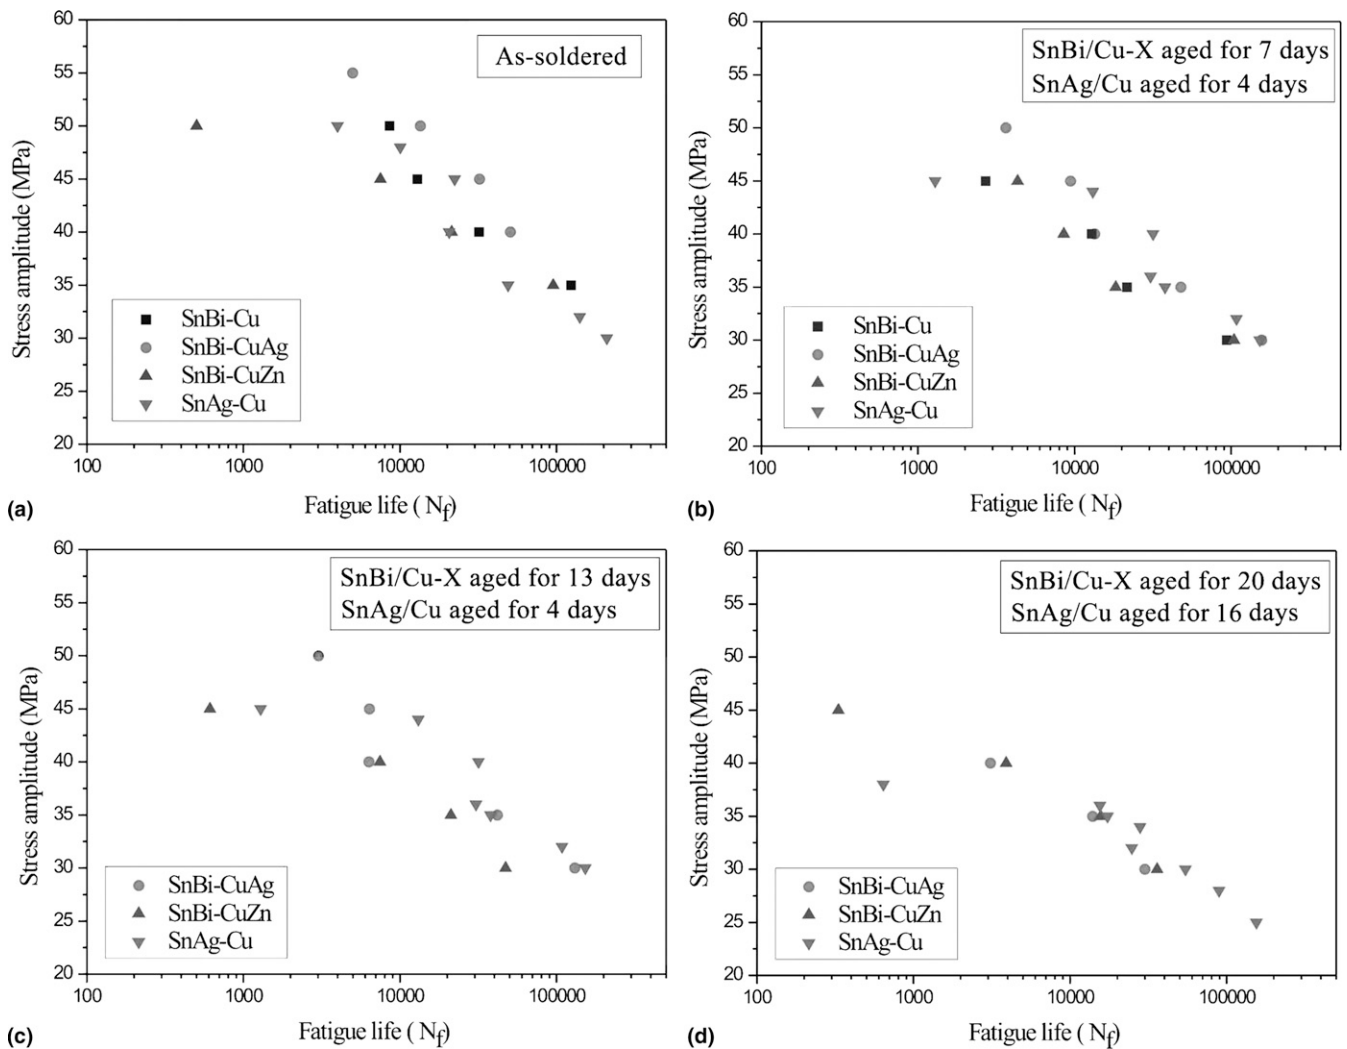 60
55
50
45
40
35
30
25
20
Stress amplitude (MPa)
As-soldered
SnBi-Cu
SnBi-CuAg
SnBi-CuZn
SnAg-Cu
100
1000
10000
100000
Fatigue life ( Nf)
(a)
60
55
50
45
40
35
30
25
20
Stress amplitude (MPa)
SnBi/Cu-X aged for 7 days
SnAg/Cu aged for 4 days
SnBi-Cu
SnBi-CuAg
SnBi-CuZn
SnAg-Cu
100
1000
10000
100000
Fatigue life ( Nf)
(b)
60
55
50
45
40
35
30
25
20
Stress amplitude (MPa)
SnBi/Cu-X aged for 13 days
SnAg/Cu aged for 4 days
SnBi-CuAg
SnBi-CuZn
SnAg-Cu
100
1000
10000
100000
Fatigue life ( Nf)
(c)
60
55
50
45
40
35
30
25
20
Stress amplitude (MPa)
SnBi/Cu-X aged for 20 days
SnAg/Cu aged for 16 days
SnBi-CuAg
SnBi-CuZn
SnAg-Cu
100
1000
10000
100000
Fatigue life ( Nf)
(d)